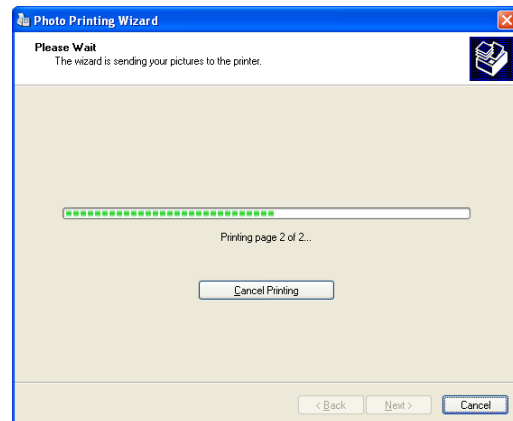 Photo Printing Wizard
Please Wait
The wizard is sending your pictures to the printer.
Printing page 2 of 2...
Cancel Printing
< Back Next > Cancel